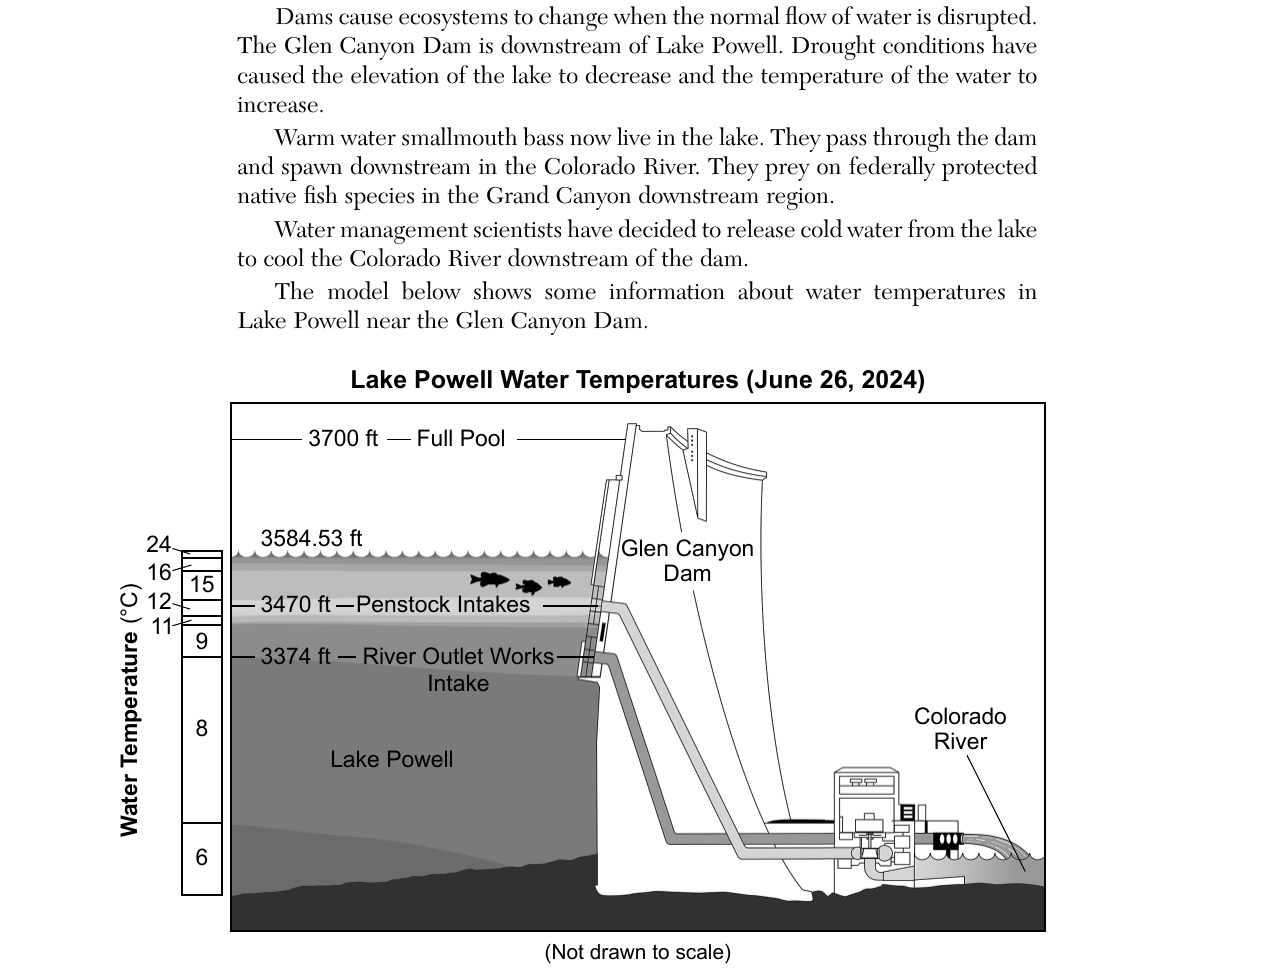 Dams cause ecosystems to change when the normal flow of water is disrupted.
The Glen Canyon Dam is downstream of Lake Powell. Drought conditions have
caused the elevation of the lake to decrease and the temperature of the water to
increase.
Warm water smallmouth bass now live in the lake. They pass through the dam
and spawn downstream in the Colorado River. They prey on federally protected
native fish species in the Grand Canyon downstream region.
Water management scientists have decided to release cold water from the lake
to cool the Colorado River downstream of the dam.
The model below shows some information about water temperatures in
Lake Powell near the Glen Canyon Dam.
Lake Powell Water Temperatures (June 26, 2024)
3700 ft — Full Pool
3584.53 ft
24
16
15
12
11
9
8
6
Water Temperature (°C)
Glen Canyon
Dam
3470 ft — Penstock Intakes
3374 ft — River Outlet Works
Intake
Lake Powell
Colorado
River
(Not drawn to scale)